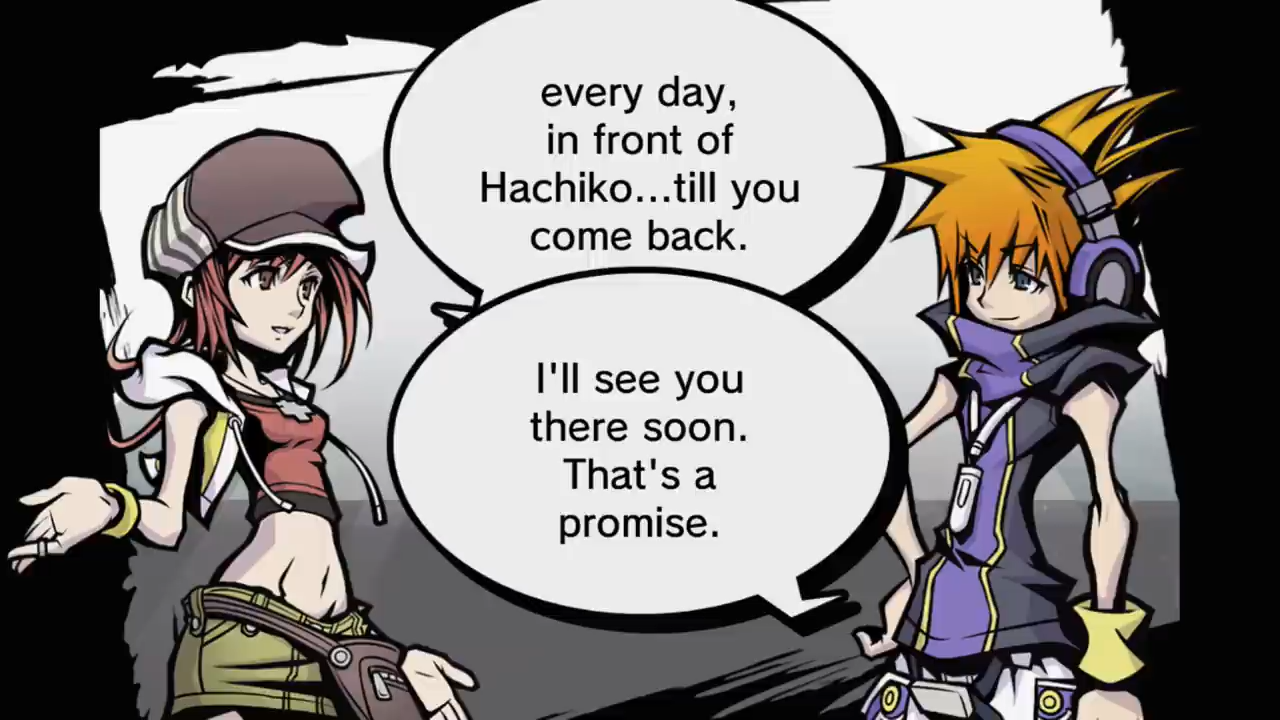 every day,
in front of
Hachiko...till you
come back.
I'll see you
there soon.
That's a
promise.